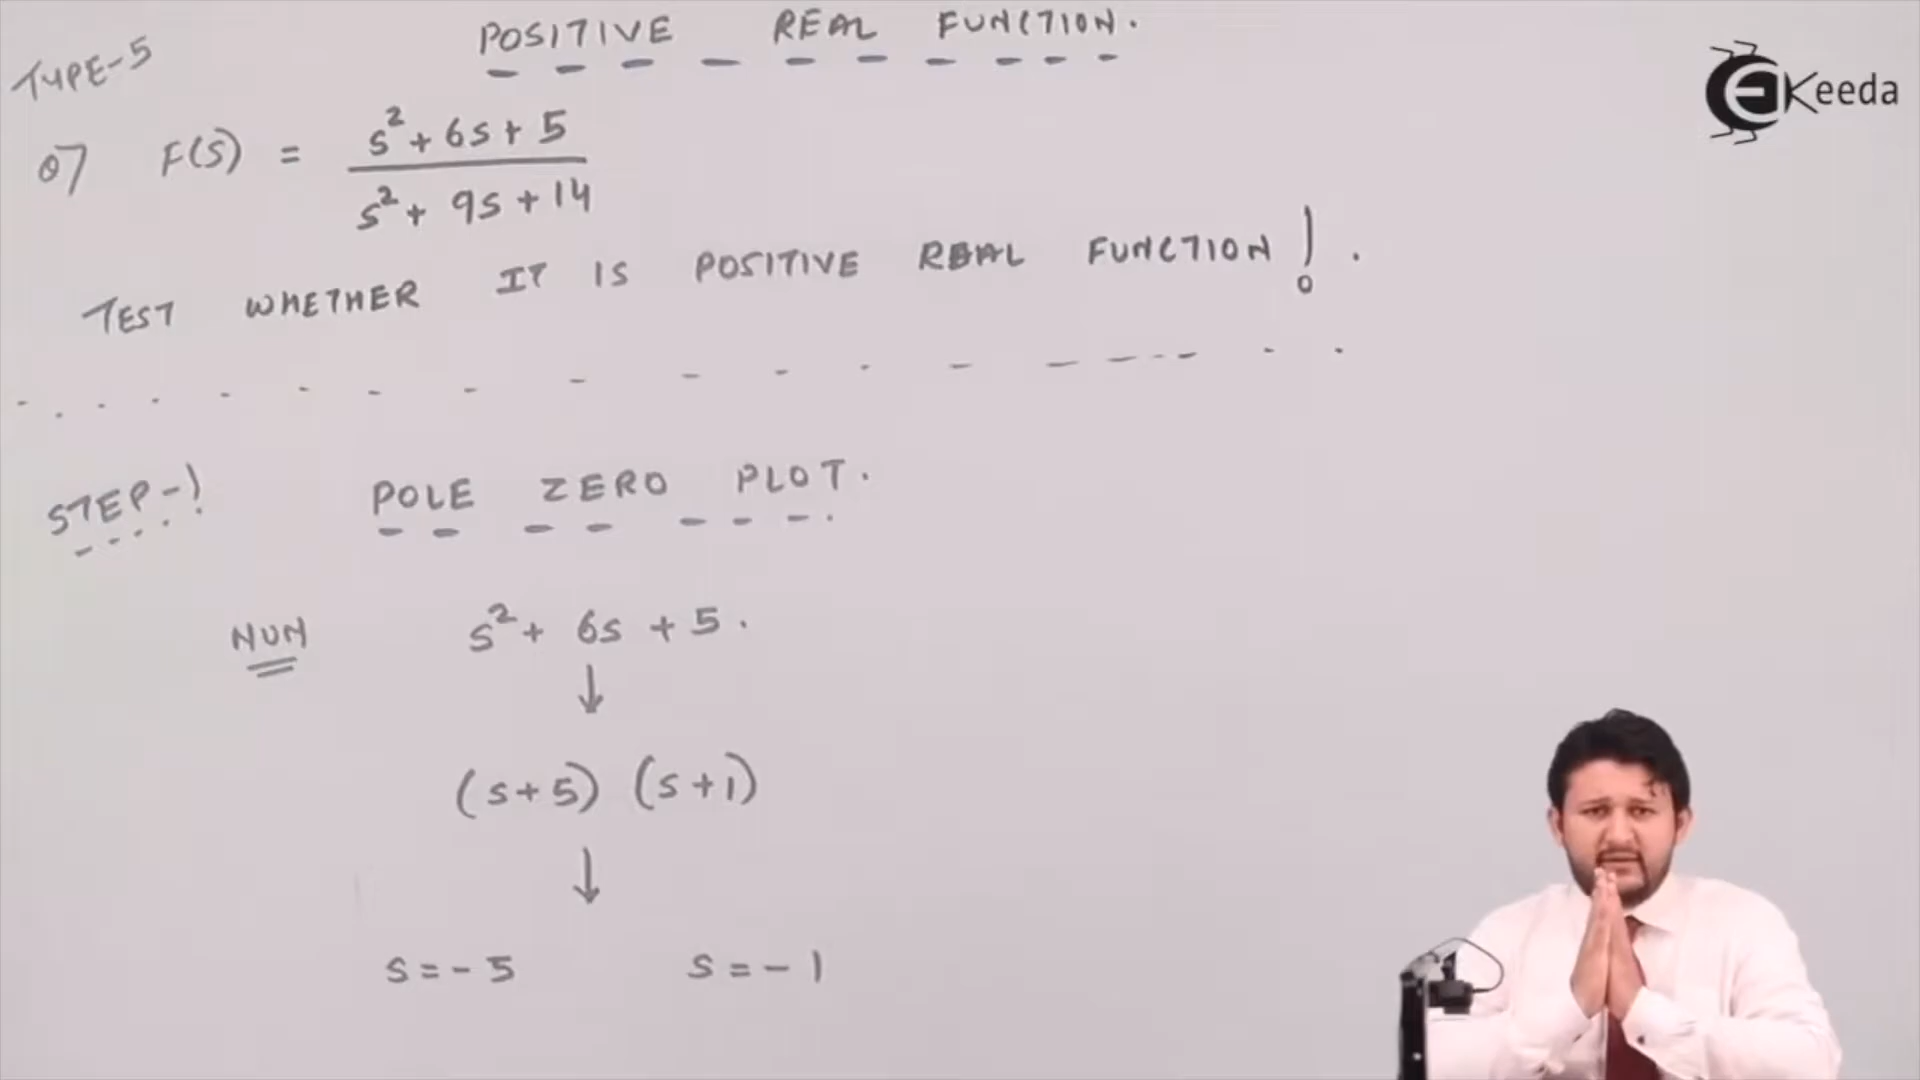 POSITIVE REAL FUNCTION.
TYPE-5
Q7 F(S) = s²+6s+5 / s²+9s+14
TEST WHETHER IT IS POSITIVE REAL FUNCTION! .
STEP-1 POLE ZERO PLOT.
NUM s²+ 6s +5.
↓
(s+5) (s+1)
↓
s=-5 s=-1
EKeeda